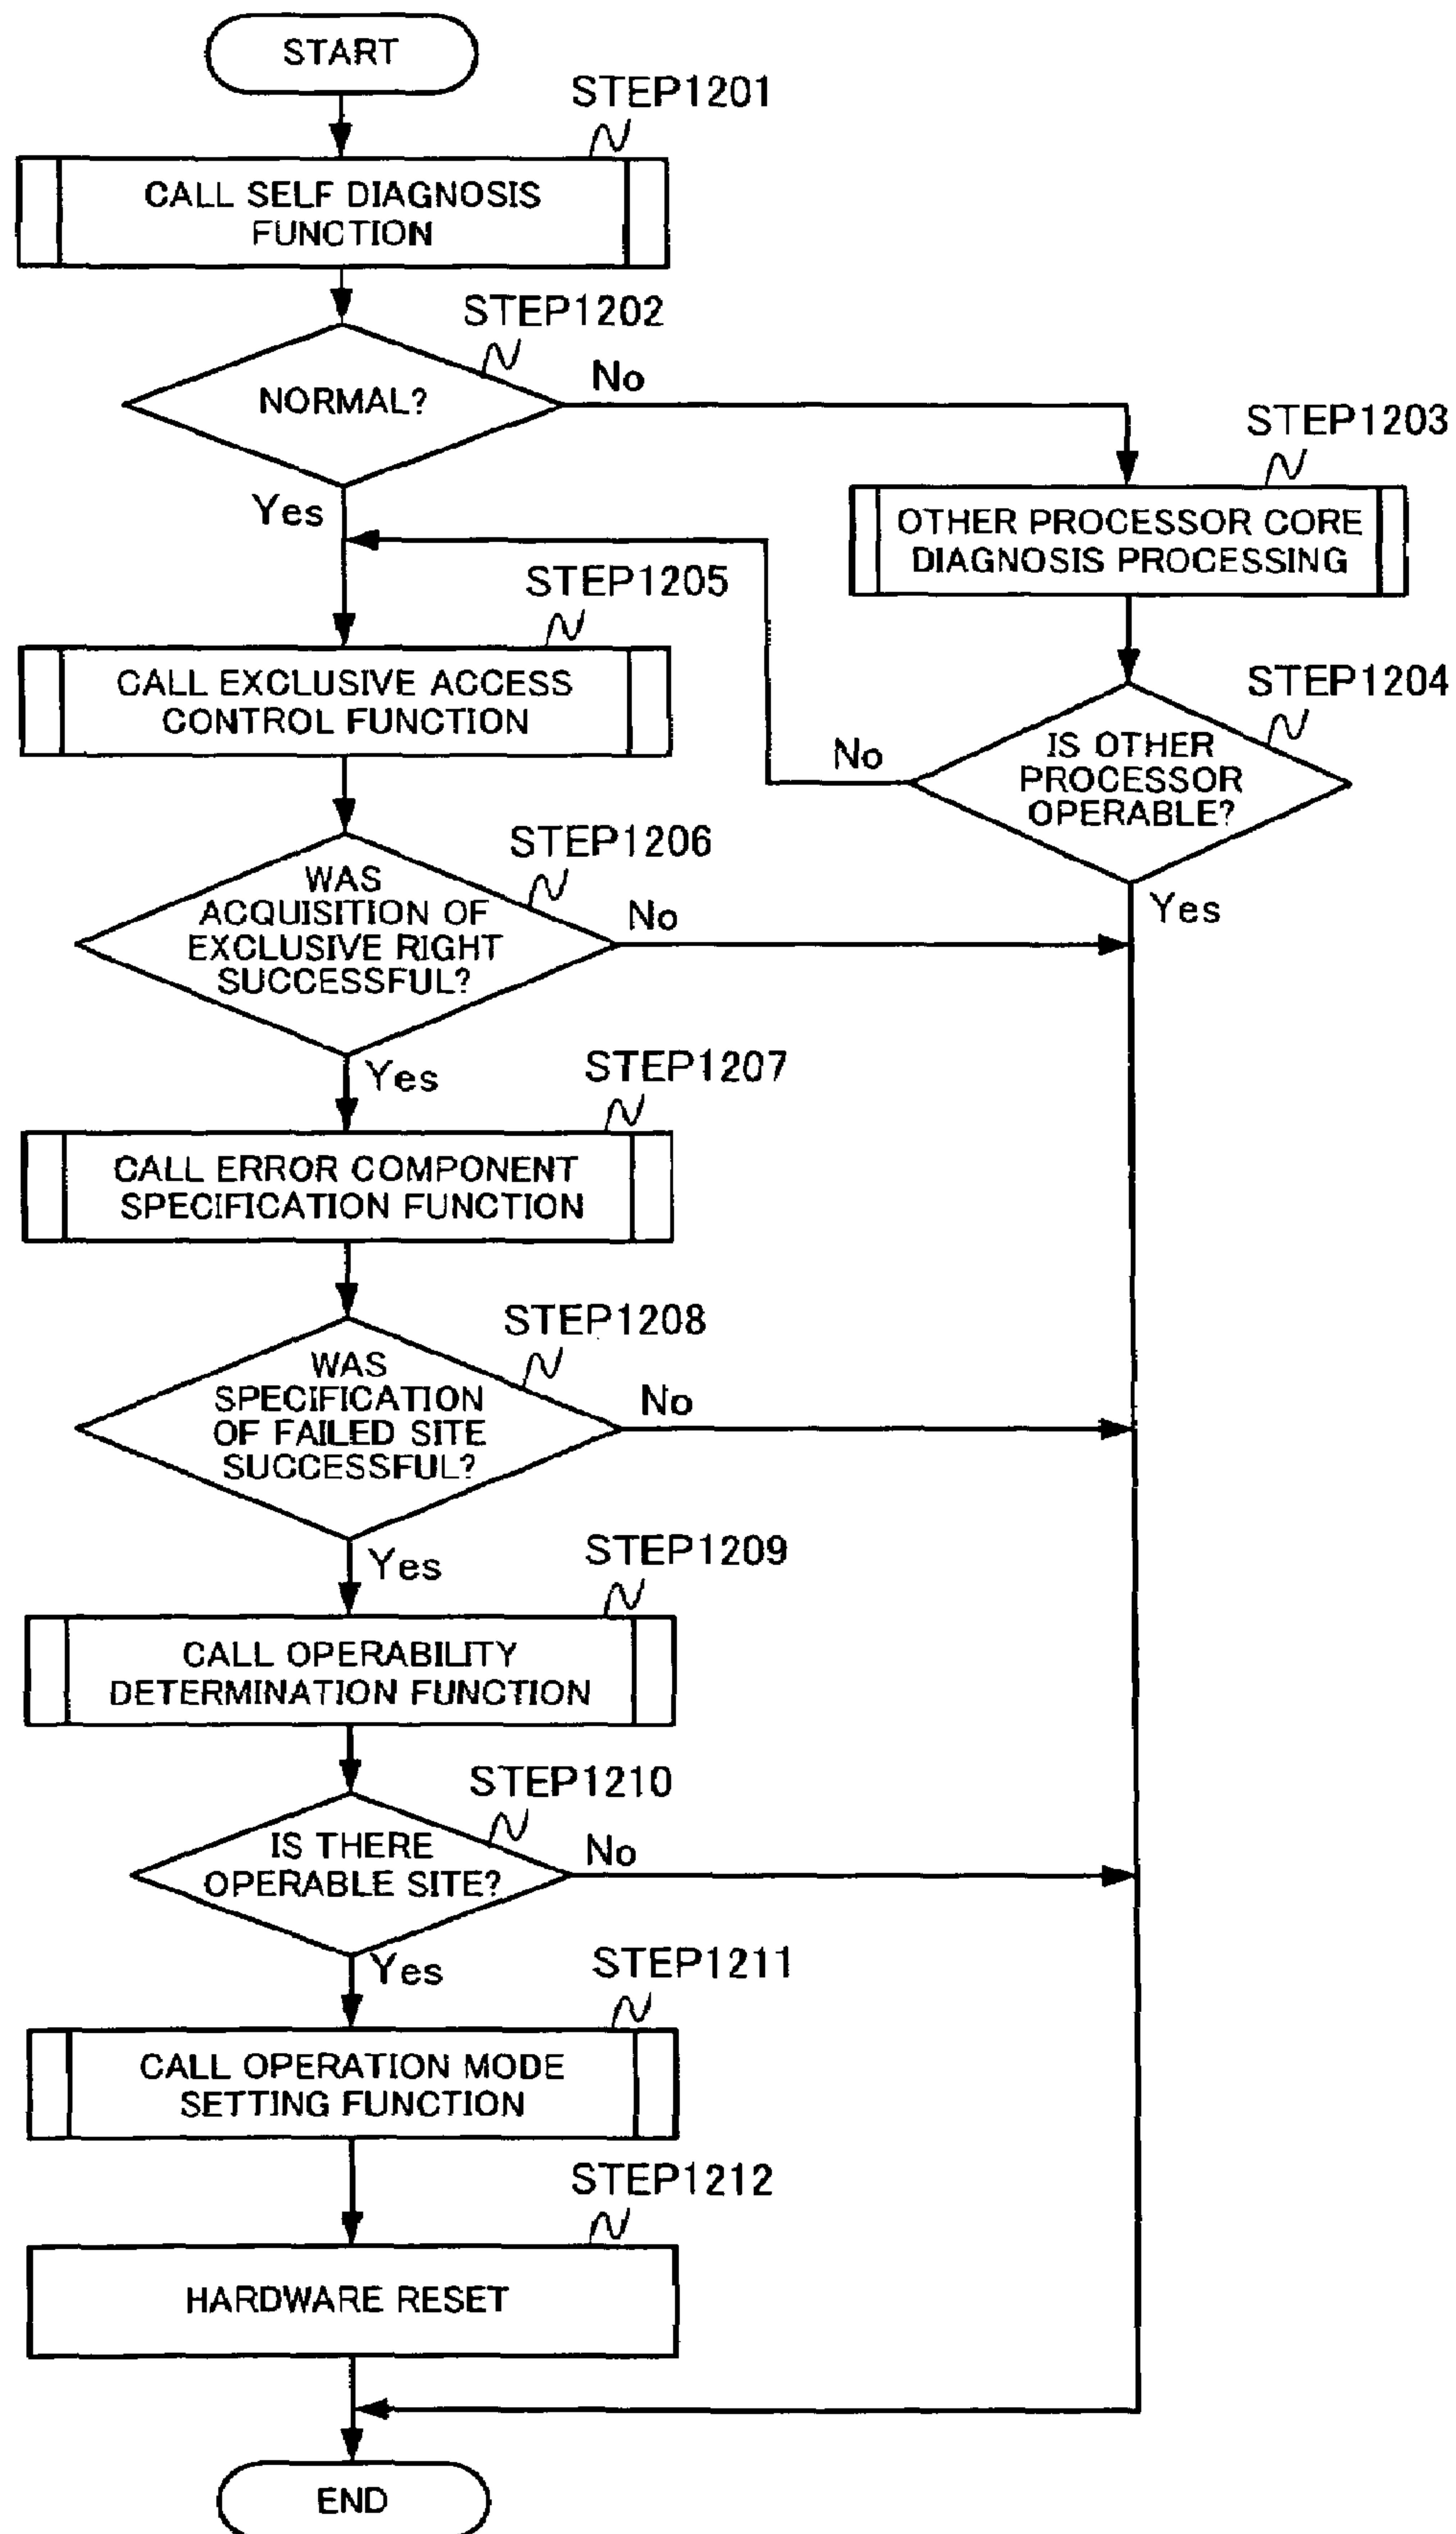 START
STEP1201
CALL SELF DIAGNOSIS
FUNCTION
STEP1202
NORMAL?
No
Yes
STEP1203
OTHER PROCESSOR CORE
DIAGNOSIS PROCESSING
STEP1204
IS OTHER
PROCESSOR
OPERABLE?
No
Yes
STEP1205
CALL EXCLUSIVE ACCESS
CONTROL FUNCTION
STEP1206
WAS
ACQUISITION OF
EXCLUSIVE RIGHT
SUCCESSFUL?
No
Yes
STEP1207
CALL ERROR COMPONENT
SPECIFICATION FUNCTION
STEP1208
WAS
SPECIFICATION
OF FAILED SITE
SUCCESSFUL?
No
Yes
STEP1209
CALL OPERABILITY
DETERMINATION FUNCTION
STEP1210
IS THERE
OPERABLE SITE?
No
Yes
STEP1211
CALL OPERATION MODE
SETTING FUNCTION
STEP1212
HARDWARE RESET
END